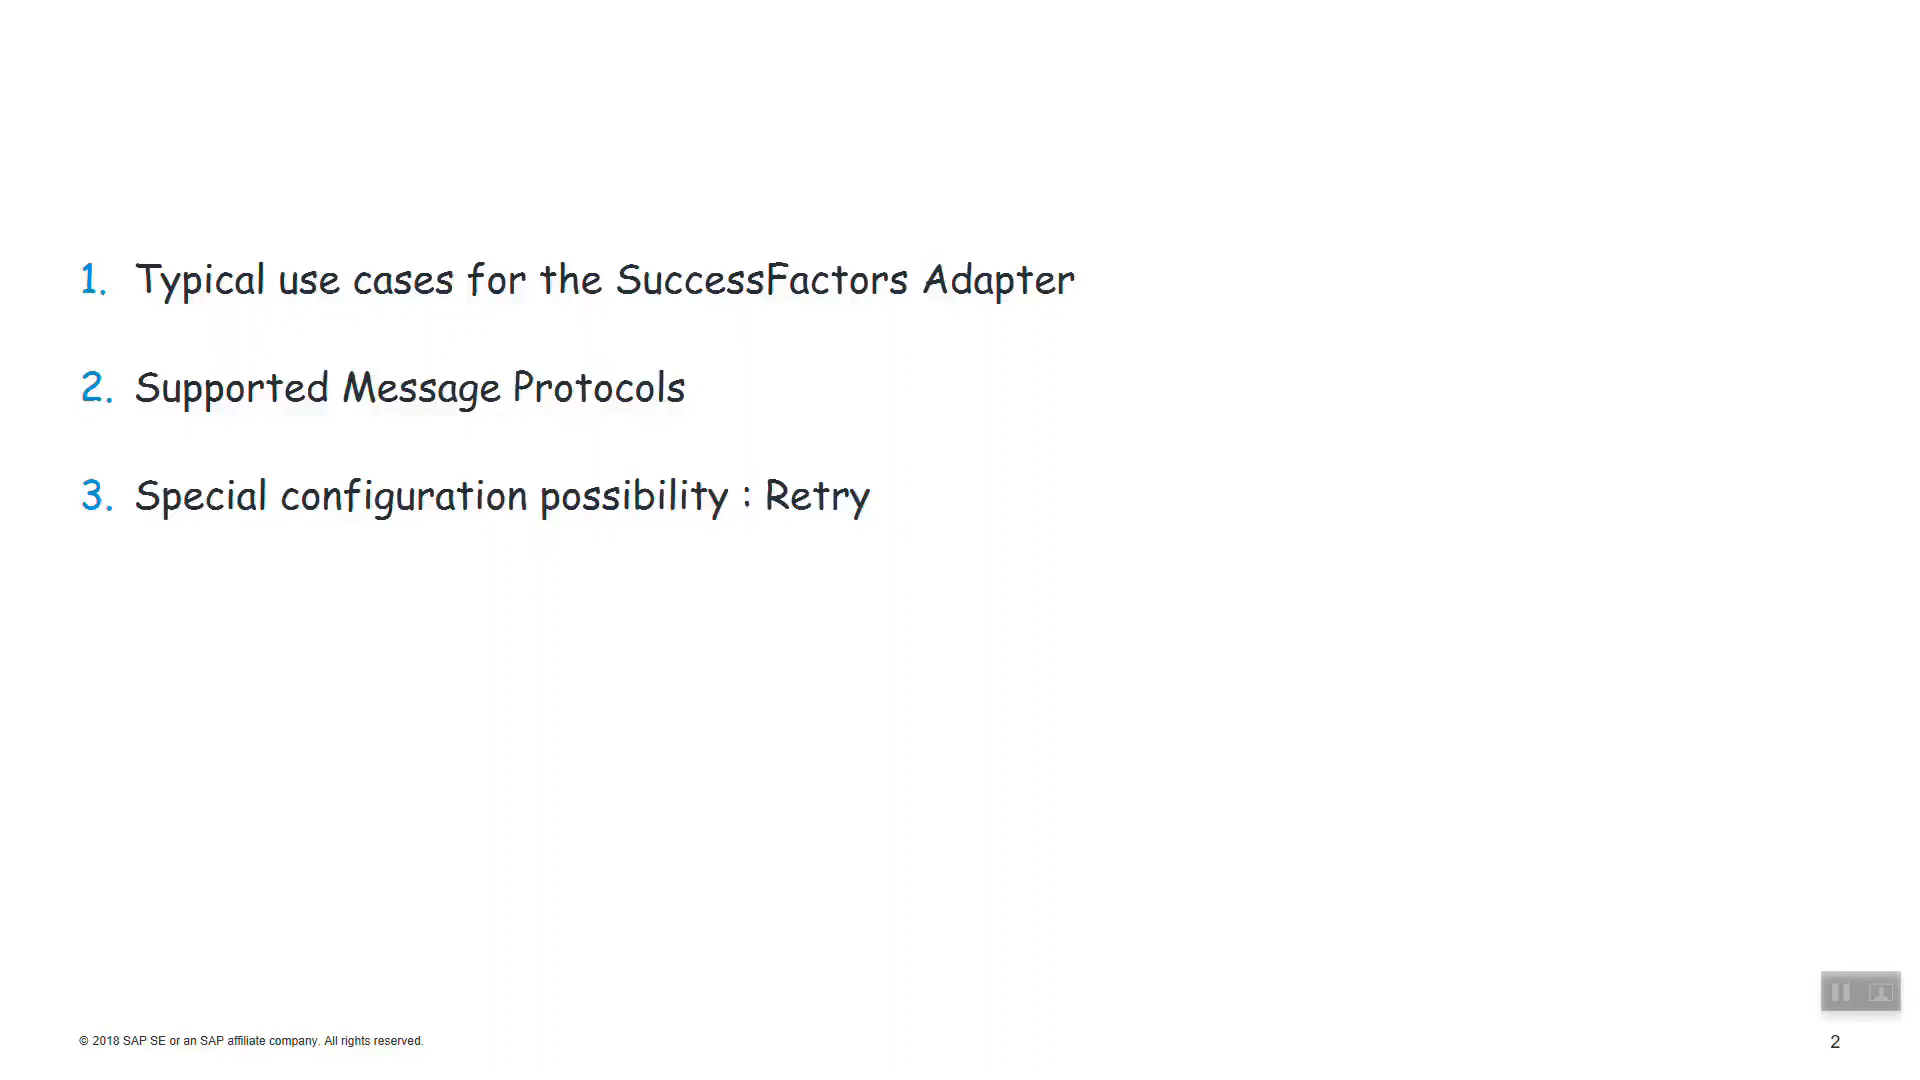 1. Typical use cases for the SuccessFactors Adapter
2. Supported Message Protocols
3. Special configuration possibility : Retry
© 2018 SAP SE or an SAP affiliate company. All rights reserved.
2